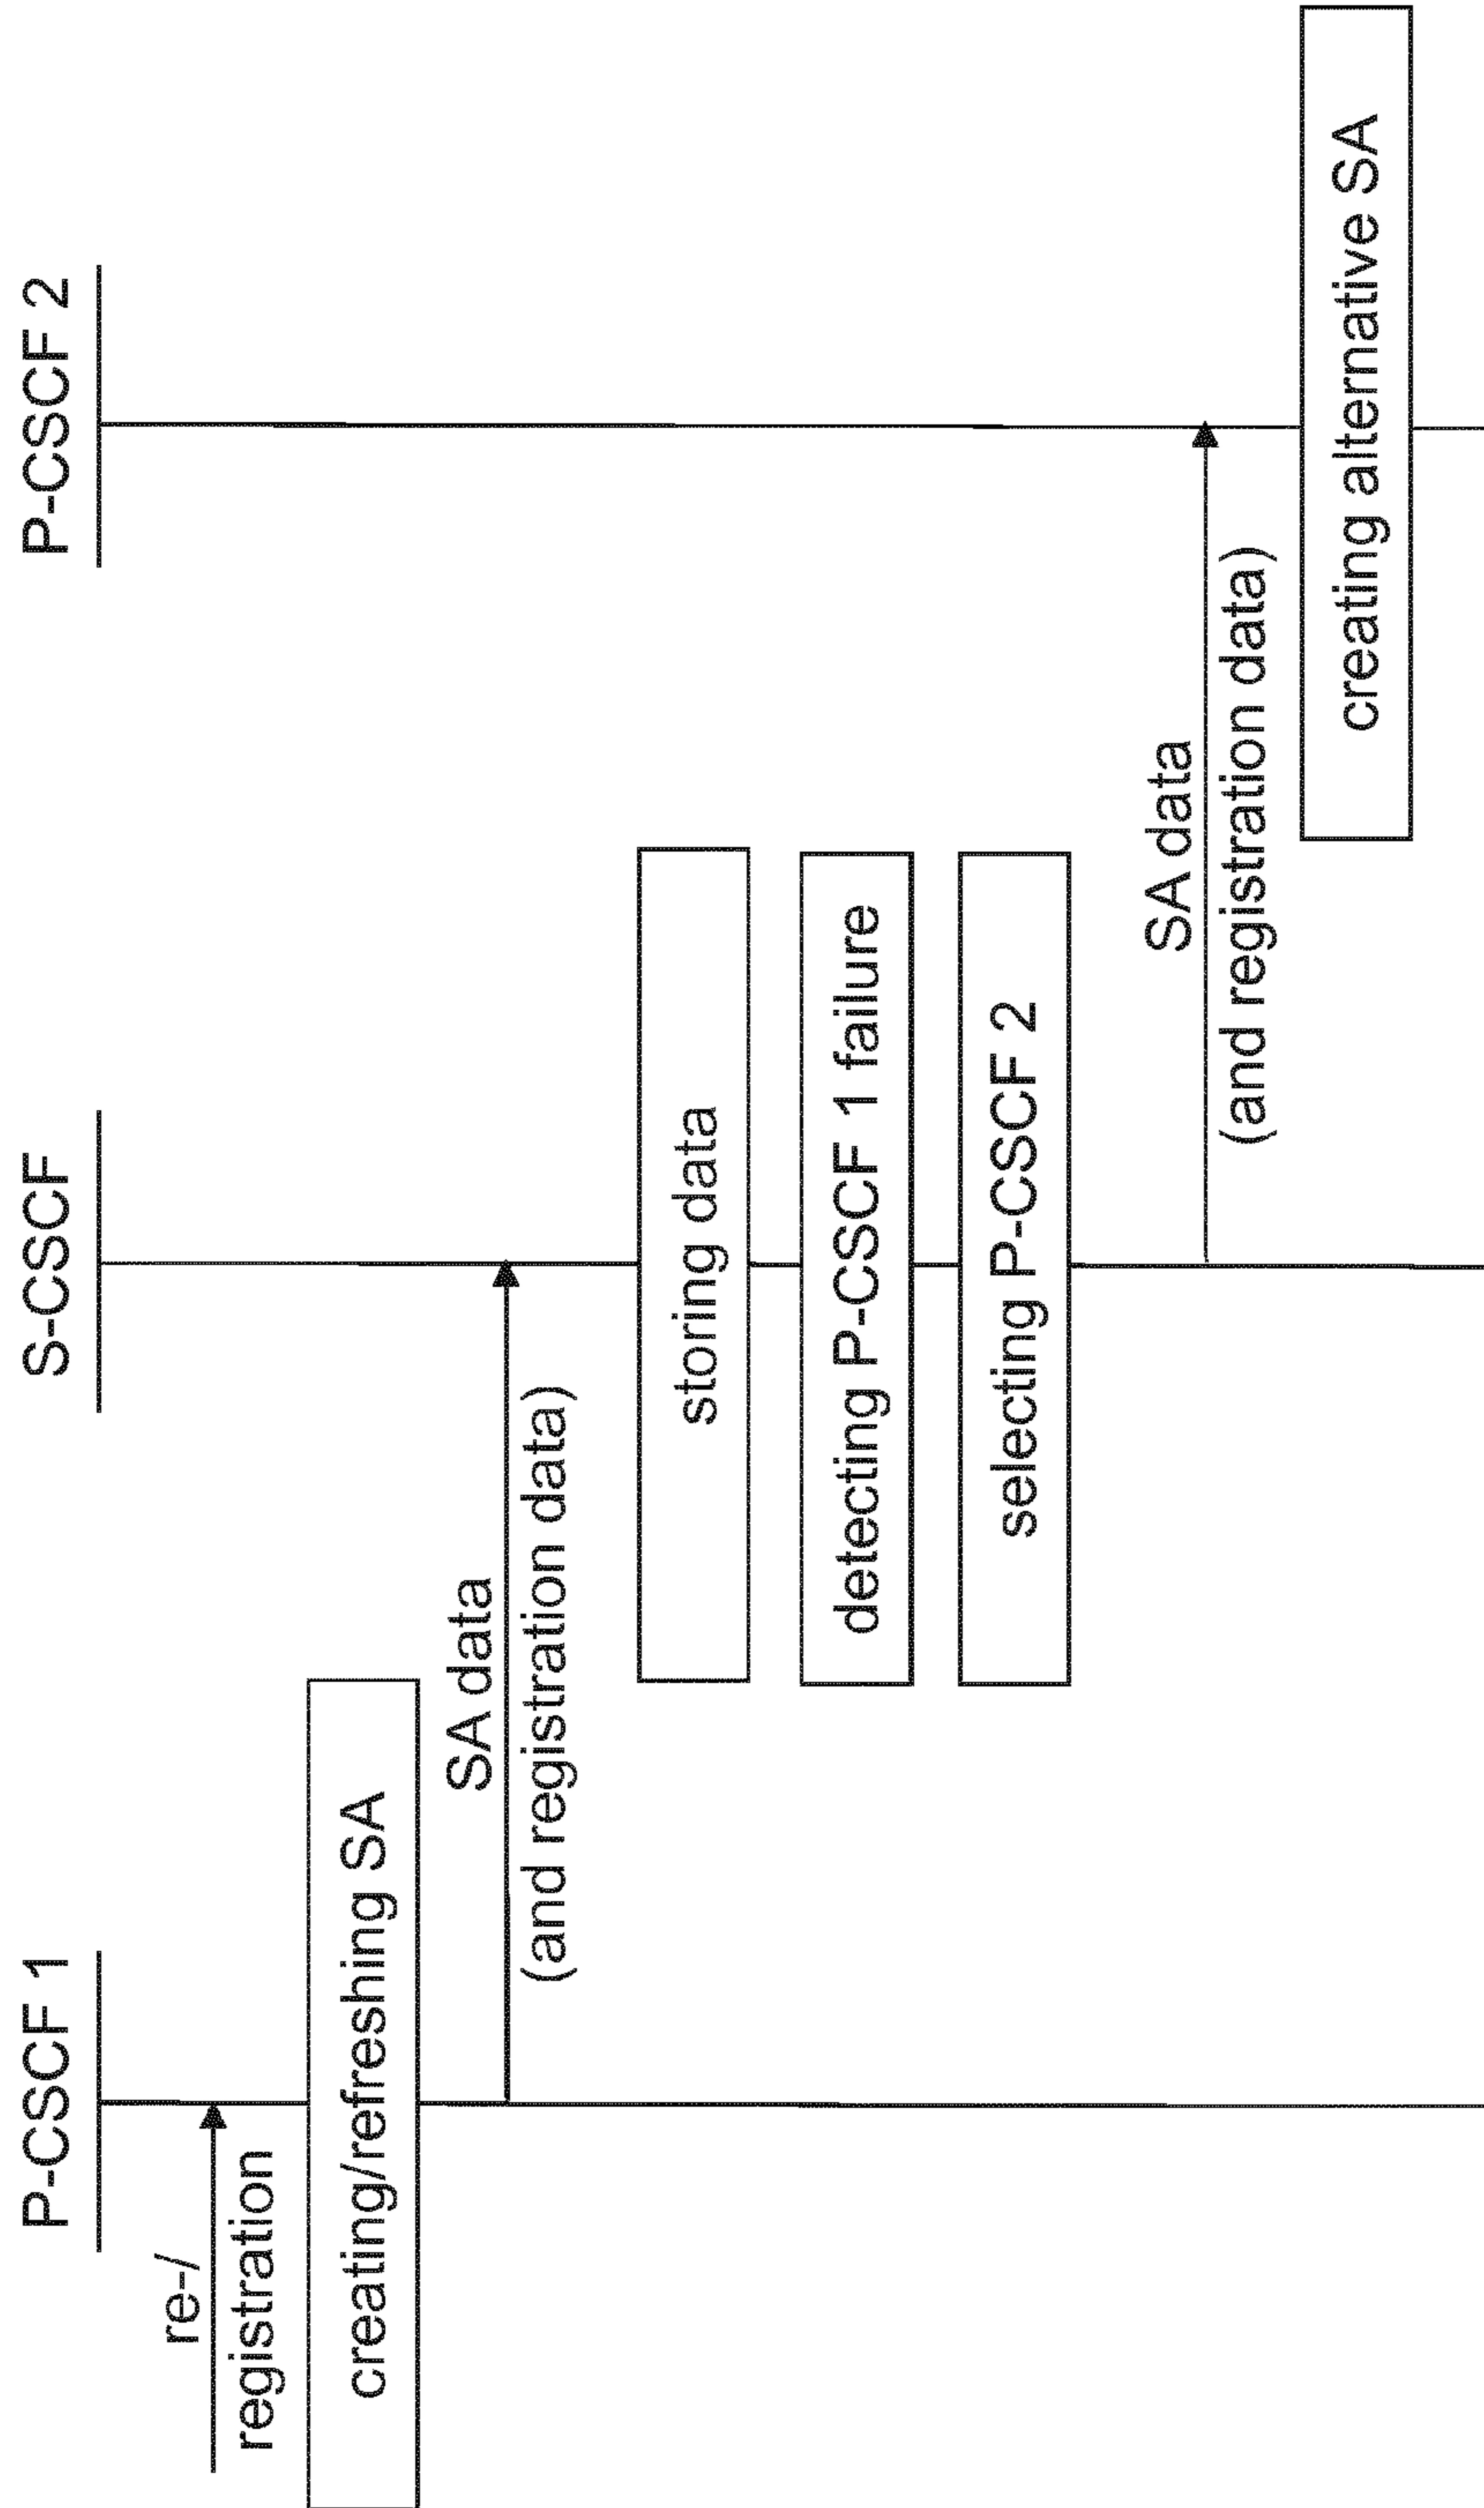 P-CSCF 1
S-CSCF
P-CSCF 2
re-/
registration
creating/refreshing SA
SA data
(and registration data)
storing data
detecting P-CSCF 1 failure
selecting P-CSCF 2
SA data
(and registration data)
creating alternative SA